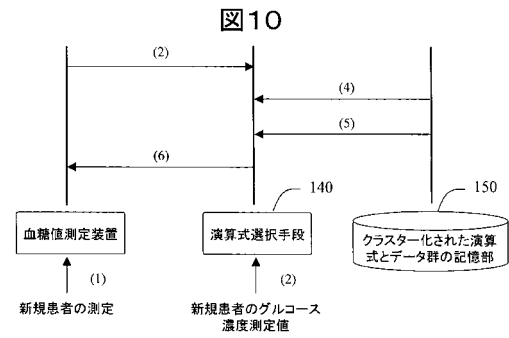 図10
(2)
(4)
(5)
(6)
140
150
血糖値測定装置
演算式選択手段
クラスター化された演算
式とデータ群の記憶部
(1)
(2)
新規患者の測定
新規患者のグルコース
濃度測定値